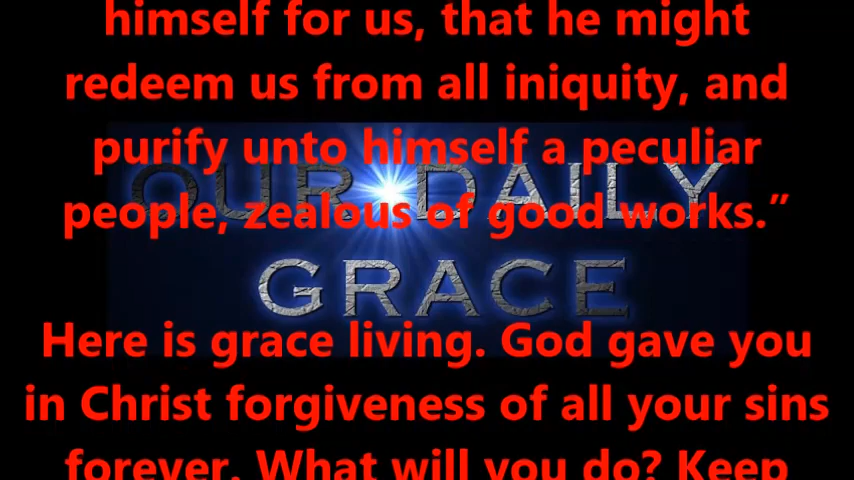 himself for us, that he might
redeem us from all iniquity, and
purify unto himself a peculiar
OUR DAILY
people, zealous of good works.”
GRACE
Here is grace living. God gave you
in Christ forgiveness of all your sins
forever. What will you do? Keep